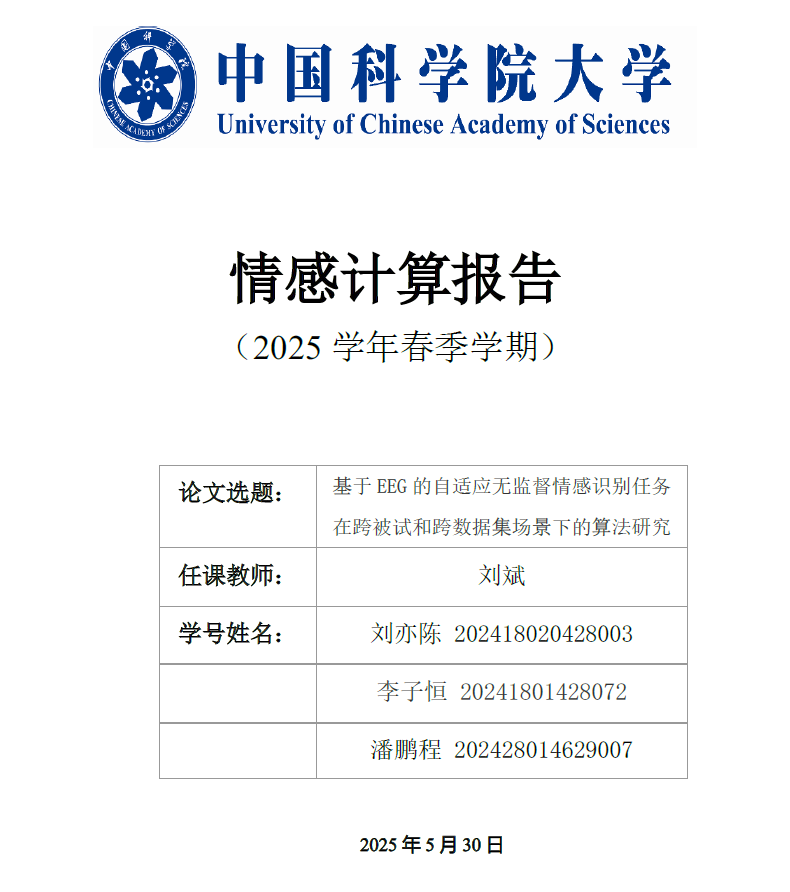 中国科学院
CHINESE ACADEMY OF SCIENCES
中国科学院大学
University of Chinese Academy of Sciences
情感计算报告
（2025 学年春季学期）
论文选题：
基于 EEG 的自适应无监督情感识别任务
在跨被试和跨数据集场景下的算法研究
任课教师：
刘斌
学号姓名：
刘亦陈 202418020428003
李子恒 20241801428072
潘鹏程 202428014629007
2025 年 5 月 30 日